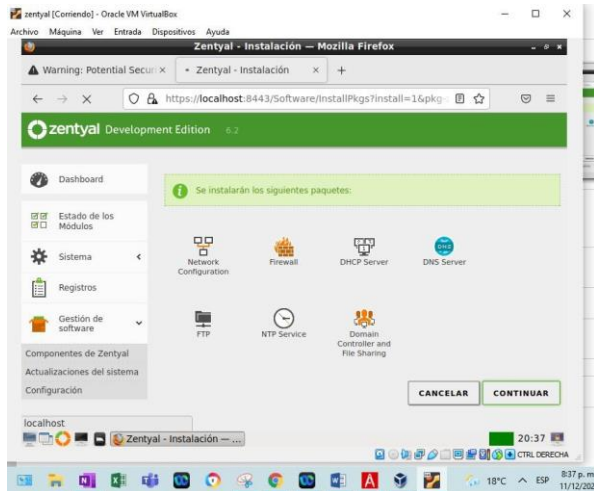 zentyal [Corriendo] - Oracle VM VirtualBox
Archivo Máquina Ver Entrada Dispositivos Ayuda
Zentyal - Instalación — Mozilla Firefox
Warning: Potential Secur
Zentyal - Instalación
https://localhost:8443/Software/InstallPkgs?install=1&pkg-
zentyal Development Edition 6.2
Dashboard
Estado de los
Módulos
Sistema
Registros
Gestión de
software
Componentes de Zentyal
Actualizaciones del sistema
Configuración
Se instalarán los siguientes paquetes:
Network
Configuration
Firewall
DHCP Server
DNS
DNS Server
FTP
NTP Service
Domain
Controller and
File Sharing
CANCELAR
CONTINUAR
localhost
Zentyal - Instalación — ...
20:37
CTRL DERECHA
18°C
ESP
8:37 p. m
11/12/202